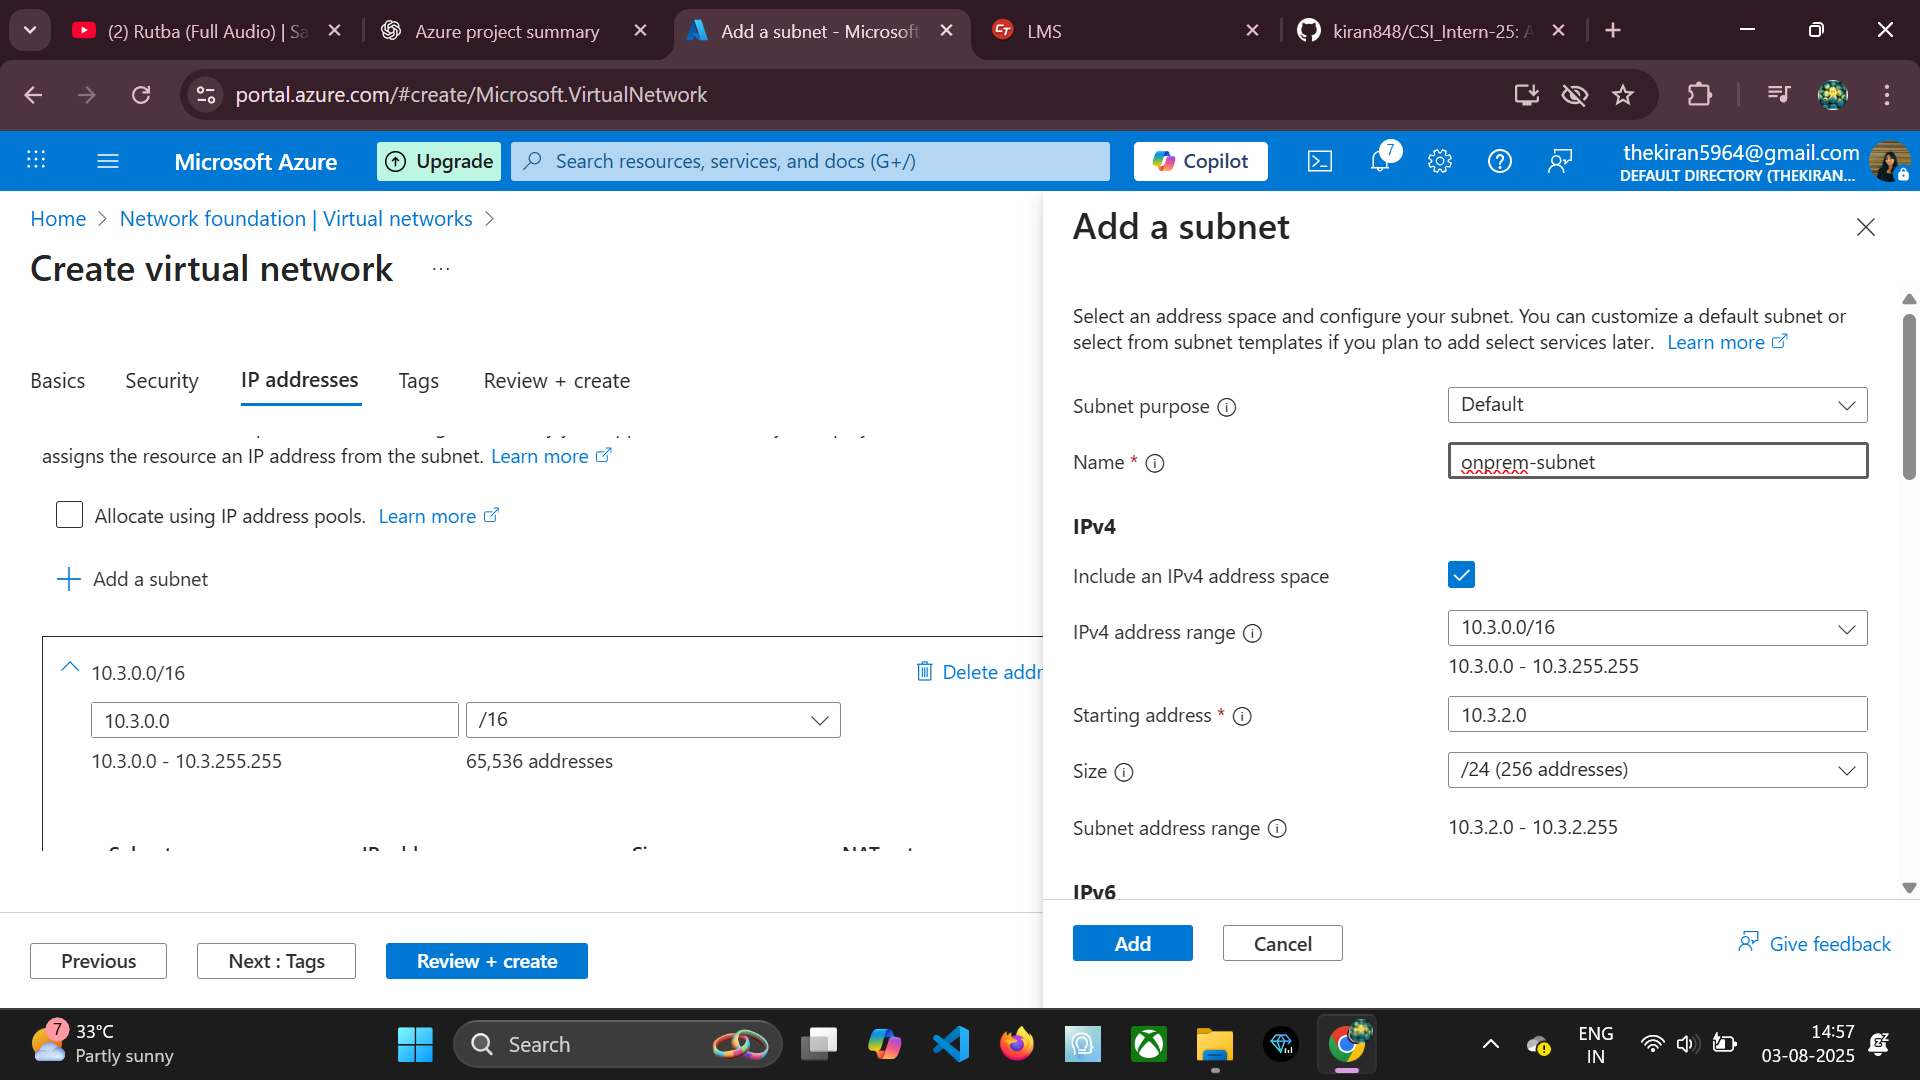 (2) Rutba (Full Audio) | Sa
Azure project summary
Add a subnet - Microsoft
LMS
kiran848/CSI_Intern-25: A
portal.azure.com/#create/Microsoft.VirtualNetwork
Microsoft Azure
Upgrade
Search resources, services, and docs (G+/)
Copilot
7
thekiran5964@gmail.com
DEFAULT DIRECTORY (THEKIRAN...
Home > Network foundation | Virtual networks >
Create virtual network ...
Basics
Security
IP addresses
Tags
Review + create
assigns the resource an IP address from the subnet. Learn more
Allocate using IP address pools. Learn more
Add a subnet
10.3.0.0/16
Delete addr
10.3.0.0
/16
10.3.0.0 - 10.3.255.255
65,536 addresses
Previous
Next : Tags
Review + create
Add a subnet
Select an address space and configure your subnet. You can customize a default subnet or
select from subnet templates if you plan to add select services later. Learn more
Subnet purpose
Default
Name *
onprem-subnet
IPv4
Include an IPv4 address space
IPv4 address range
10.3.0.0/16
10.3.0.0 - 10.3.255.255
Starting address *
10.3.2.0
Size
/24 (256 addresses)
Subnet address range
10.3.2.0 - 10.3.2.255
IPv6
Add
Cancel
Give feedback
7
33°C
Partly sunny
Search
ENG
IN
14:57
03-08-2025